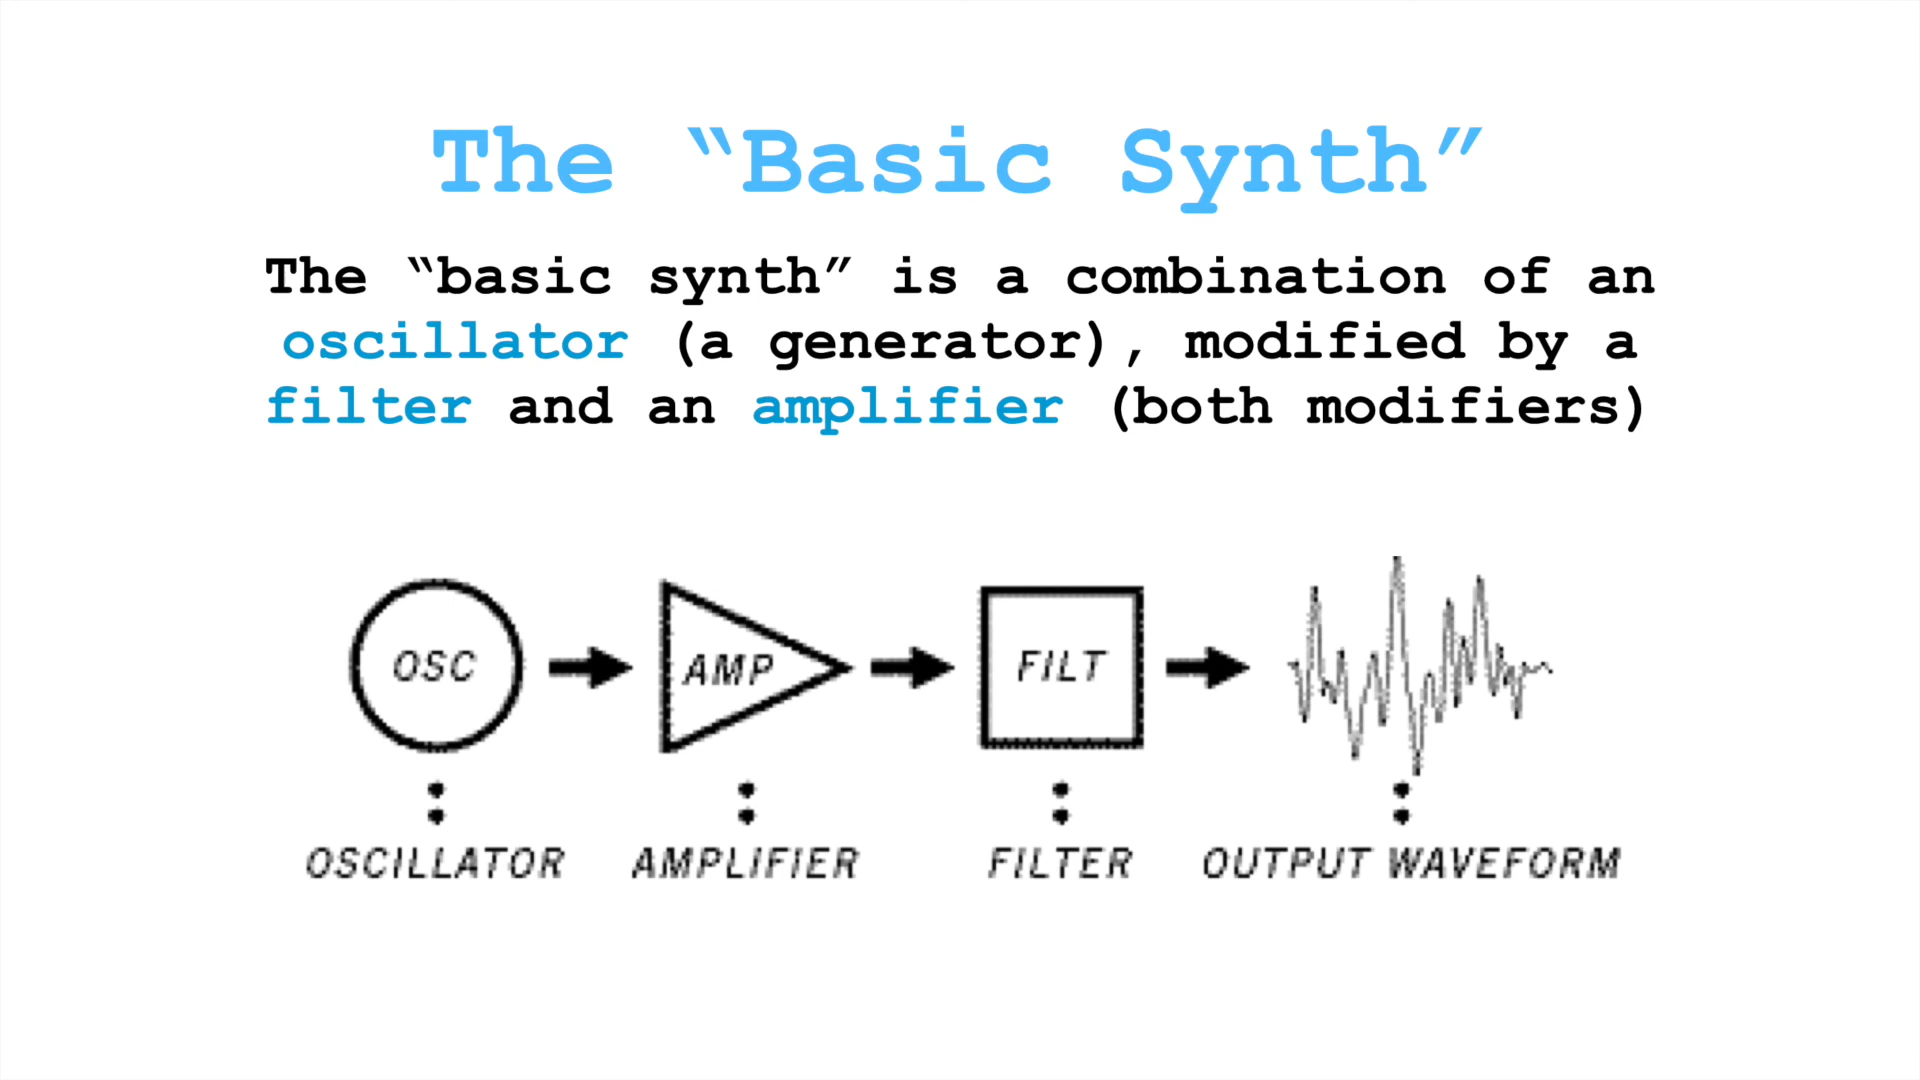 The “Basic Synth”
The “basic synth” is a combination of an
oscillator (a generator), modified by a
filter and an amplifier (both modifiers)
OSC AMP FILT
OSCILLATOR AMPLIFIER FILTER OUTPUT WAVEFORM